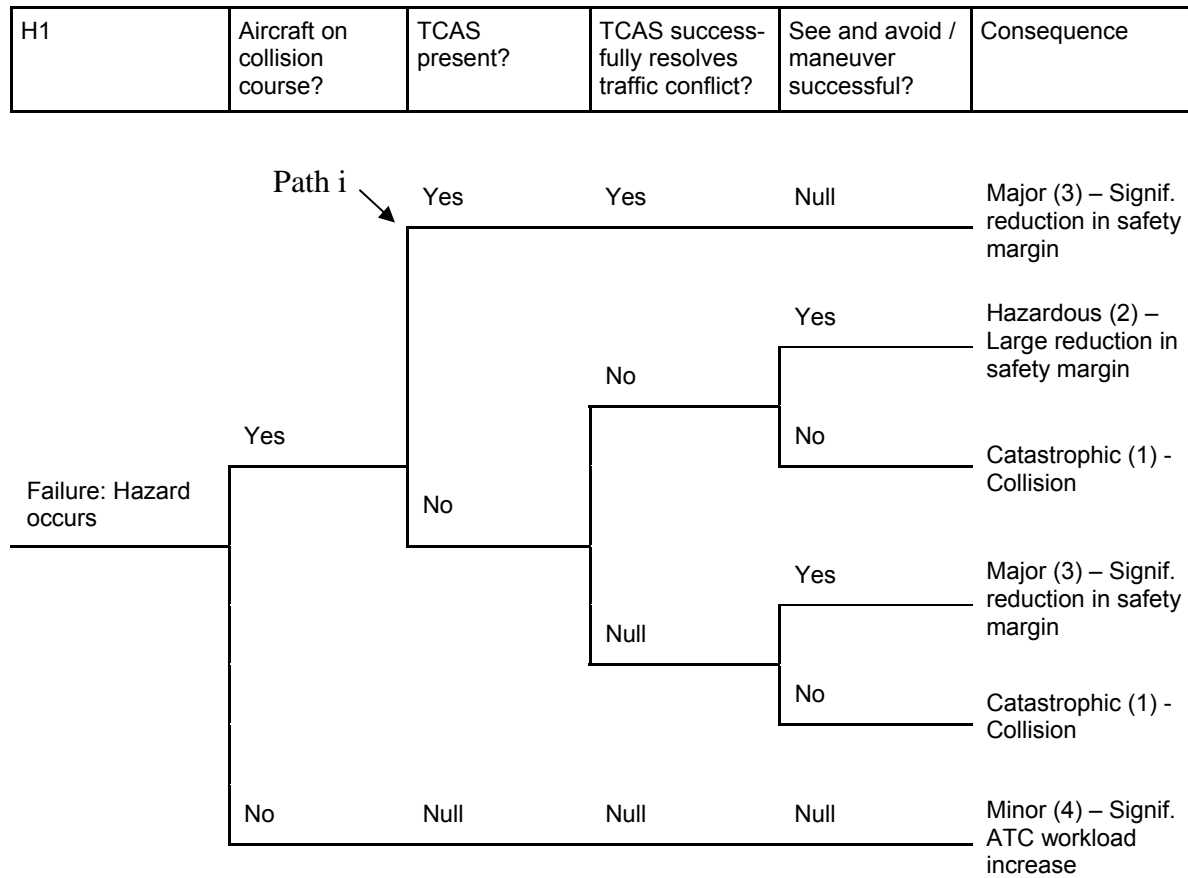 H1
Aircraft on
collision
course?
TCAS
present?
TCAS success-
fully resolves
traffic conflict?
See and avoid /
maneuver
successful?
Consequence
Path i
Yes
Yes
Null
Major (3) – Signif.
reduction in safety
margin
Yes
Hazardous (2) –
Large reduction in
safety margin
No
Yes
No
Catastrophic (1) -
Collision
Failure: Hazard
occurs
No
Yes
Major (3) – Signif.
reduction in safety
margin
Null
No
Catastrophic (1) -
Collision
No
Null
Null
Null
Minor (4) – Signif.
ATC workload
increase